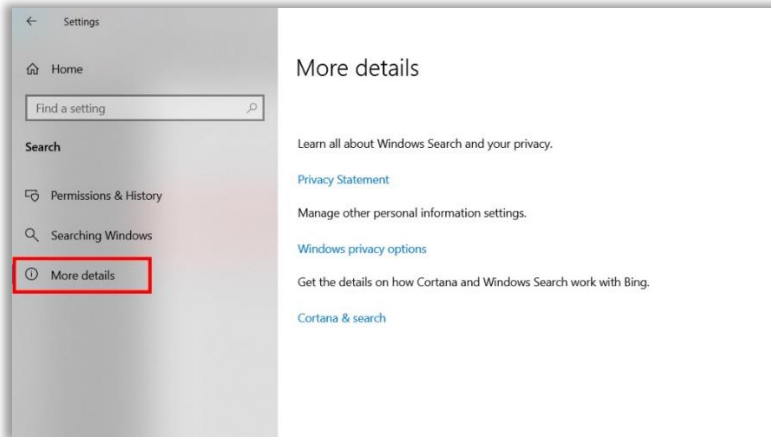 Settings
Home
Find a setting
Search
Permissions & History
Searching Windows
More details
More details
Learn all about Windows Search and your privacy.
Privacy Statement
Manage other personal information settings.
Windows privacy options
Get the details on how Cortana and Windows Search work with Bing.
Cortana & search